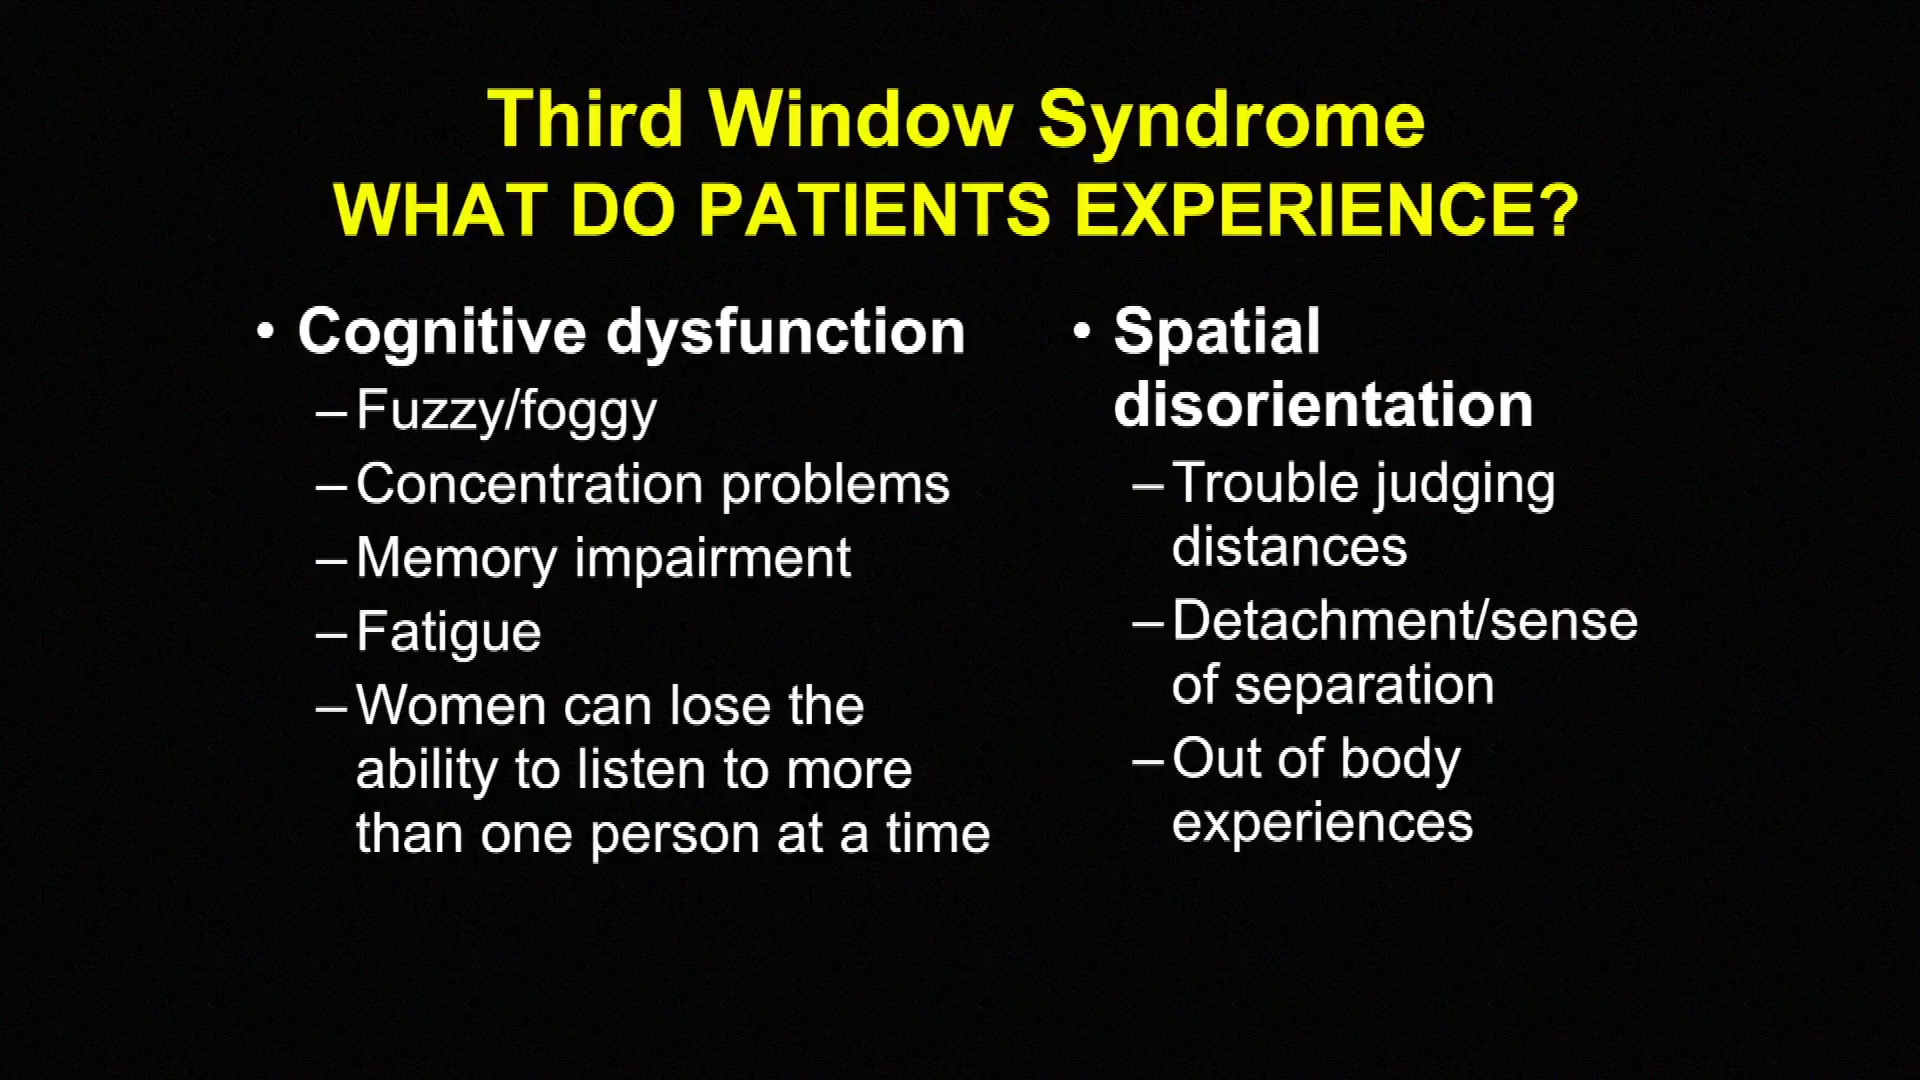 Third Window Syndrome
WHAT DO PATIENTS EXPERIENCE?
• Cognitive dysfunction
– Fuzzy/foggy
– Concentration problems
– Memory impairment
– Fatigue
– Women can lose the
ability to listen to more
than one person at a time
• Spatial
disorientation
– Trouble judging
distances
– Detachment/sense
of separation
– Out of body
experiences